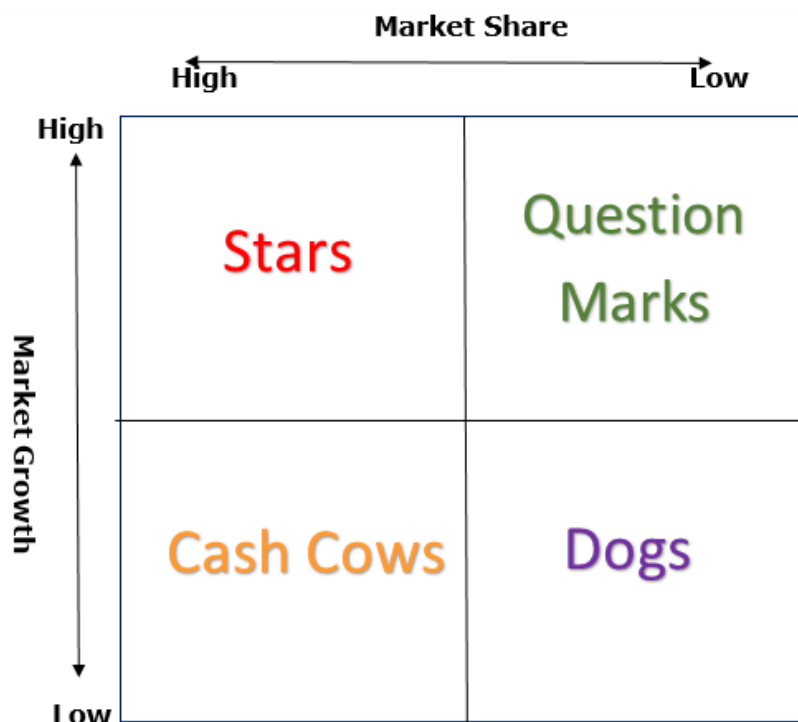 Market Share
High
Low
High
Stars
Question
Marks
Market Growth
Cash Cows
Dogs
Low